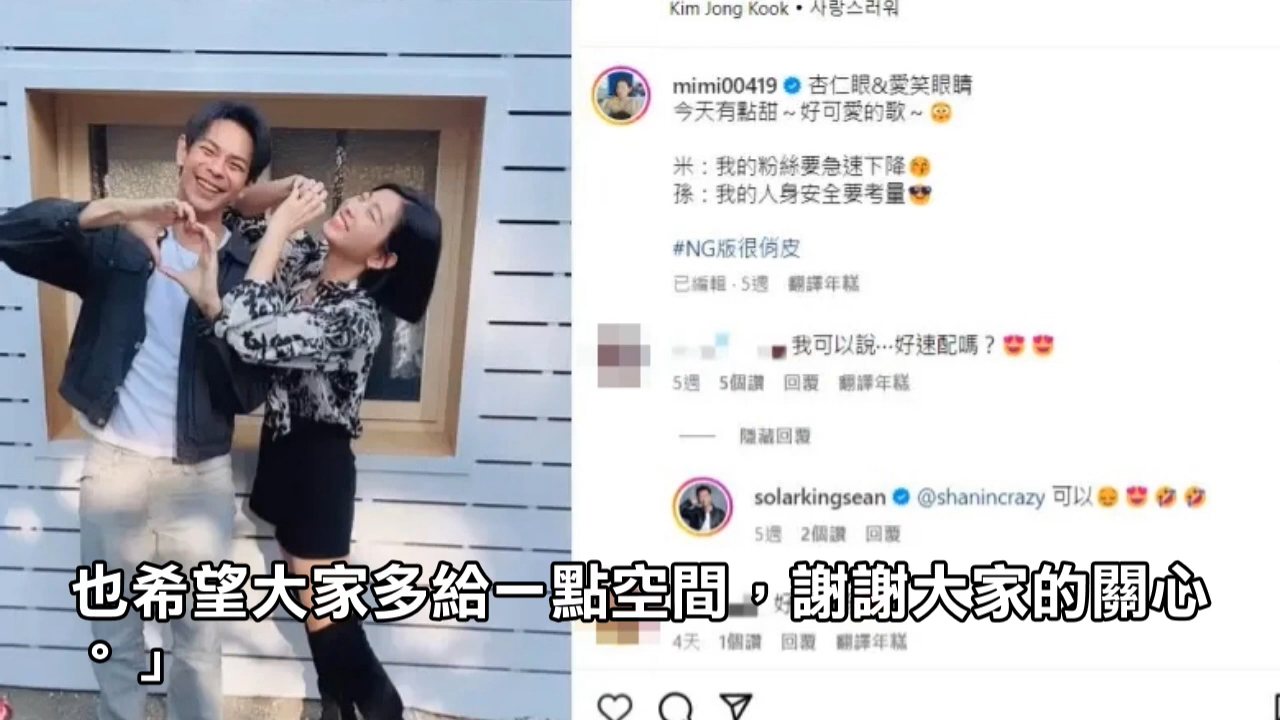 Kim Jong Kook • 사랑스러워
mimi00419 杏仁眼&愛笑眼睛
今天有點甜～好可愛的歌～
米：我的粉絲要急速下降
孫：我的人身安全要考量
#NG版很俏皮
已編輯·5週 翻譯年糕
我可以說…好速配嗎？
5週 5個讚 回覆 翻譯年糕
隱藏回覆
solarkingsean @shanincrazy 可以
5週 2個讚 回覆
也希望大家多給一點空間，謝謝大家的關心
。」
4天 1個讚 回覆 翻譯年糕